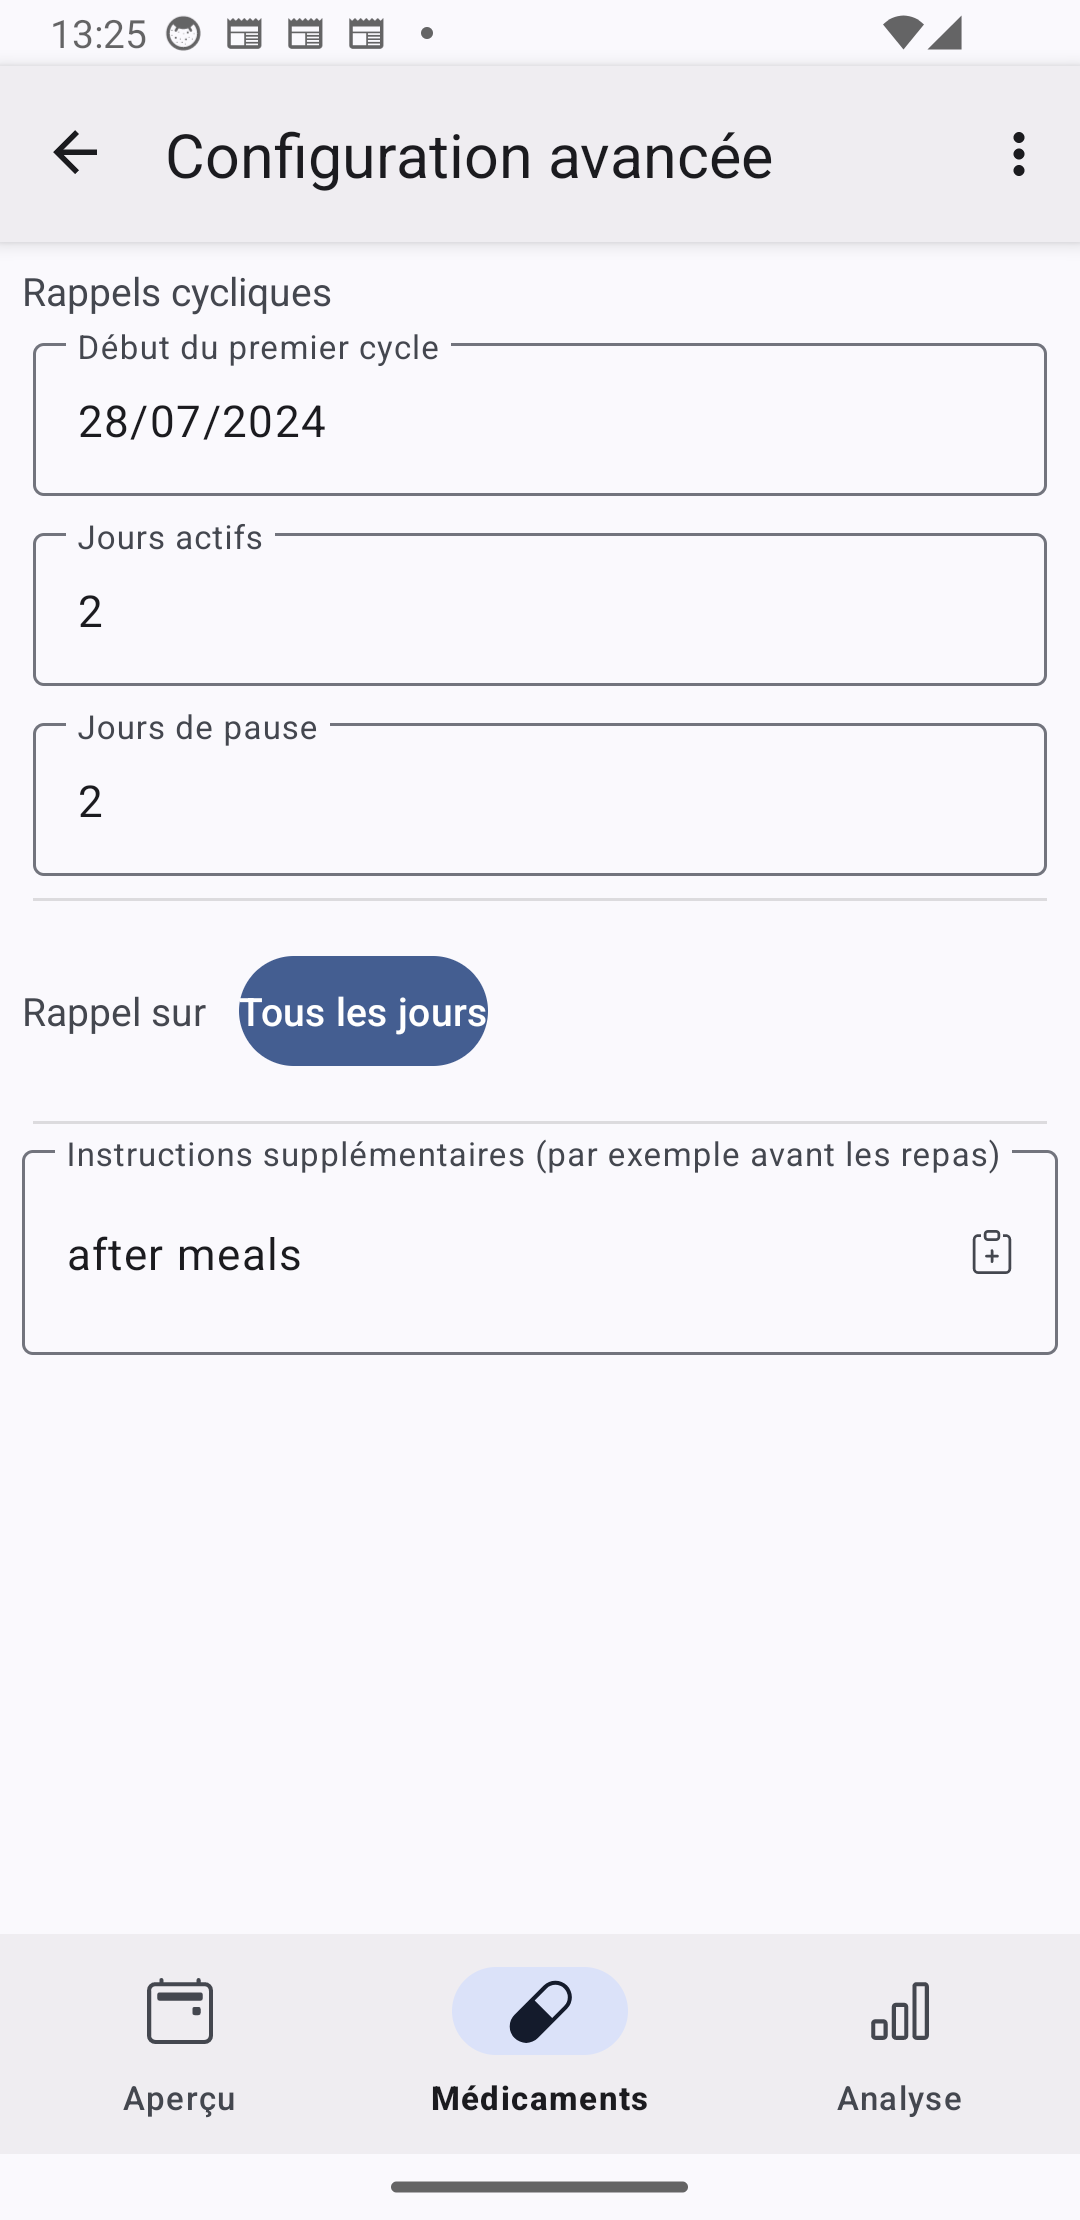 13:25
Configuration avancée
Rappels cycliques
Début du premier cycle
28/07/2024
Jours actifs
2
Jours de pause
2
Rappel sur
Tous les jours
Instructions supplémentaires (par exemple avant les repas)
after meals
Aperçu
Médicaments
Analyse